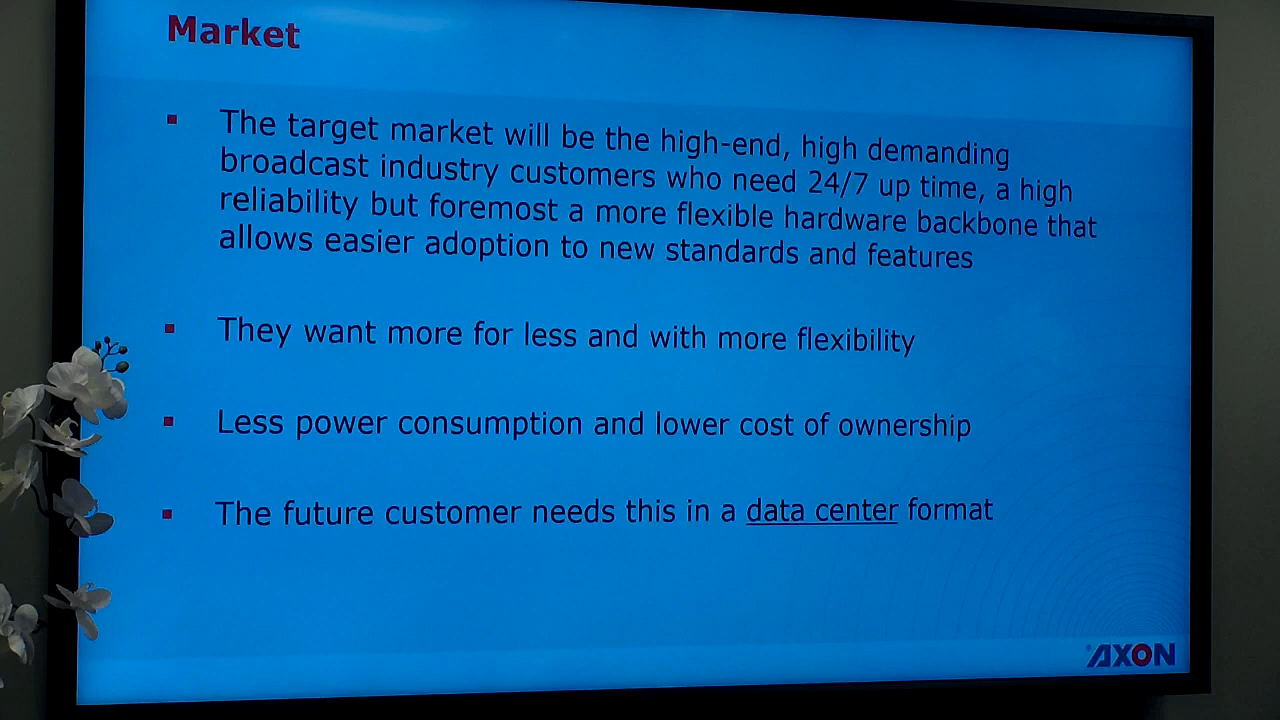 Market
The target market will be the high-end, high demanding
broadcast industry customers who need 24/7 up time, a high
reliability but foremost a more flexible hardware backbone that
allows easier adoption to new standards and features
They want more for less and with more flexibility
Less power consumption and lower cost of ownership
The future customer needs this in a data center format
AXON